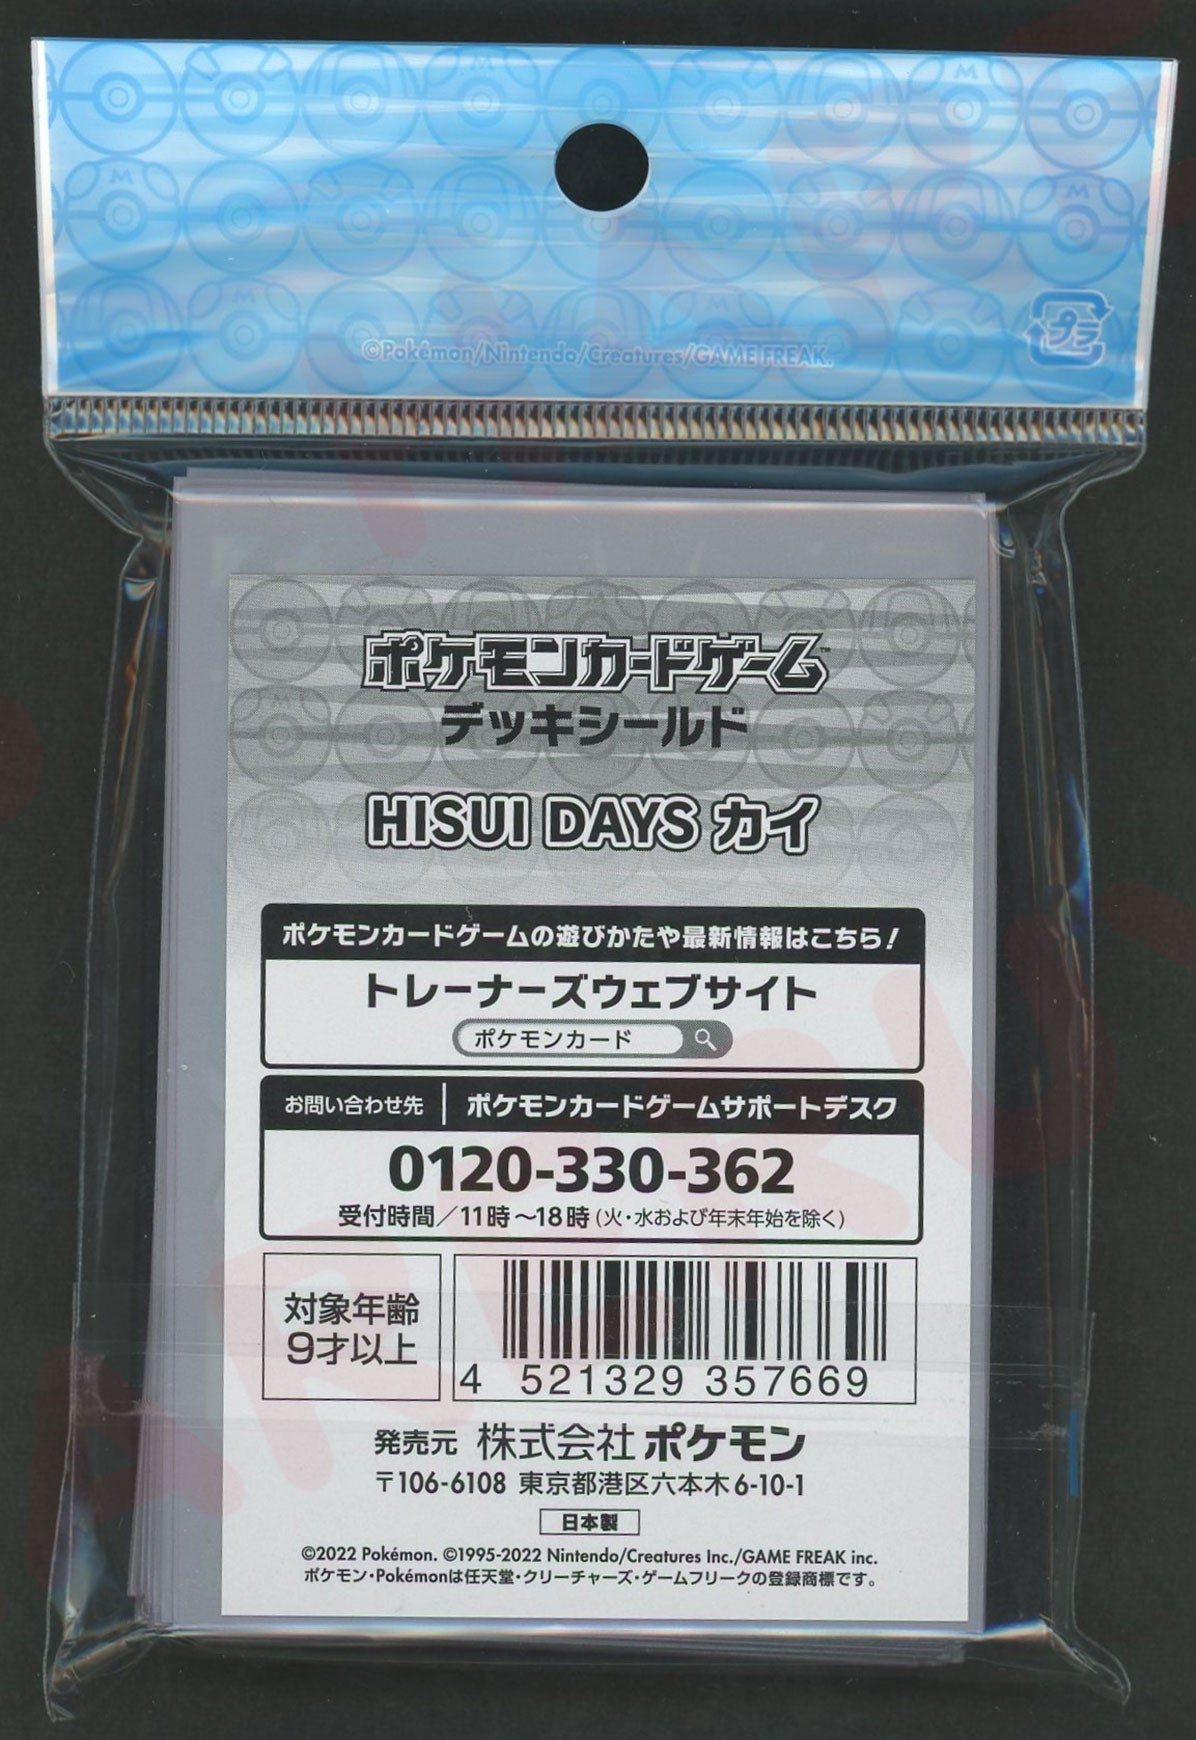 ©Pokémon/Nintendo/Creatures/GAME FREAK.
プラ
ポケモンカードゲーム™
デッキシールド
HISUI DAYS カイ
ポケモンカードゲームの遊びかたや最新情報はこちら!
トレーナーズウェブサイト
ポケモンカード
お問い合わせ先 ポケモンカードゲームサポートデスク
0120-330-362
受付時間/11時~18時(火・水および年末年始を除く)
対象年齢
9才以上
4 521329 357669
発売元 株式会社ポケモン
〒106-6108 東京都港区六本木6-10-1
日本製
©2022 Pokémon. ©1995-2022 Nintendo/Creatures Inc./GAME FREAK inc.
ポケモン・Pokémonは任天堂・クリーチャーズ・ゲームフリークの登録商標です。